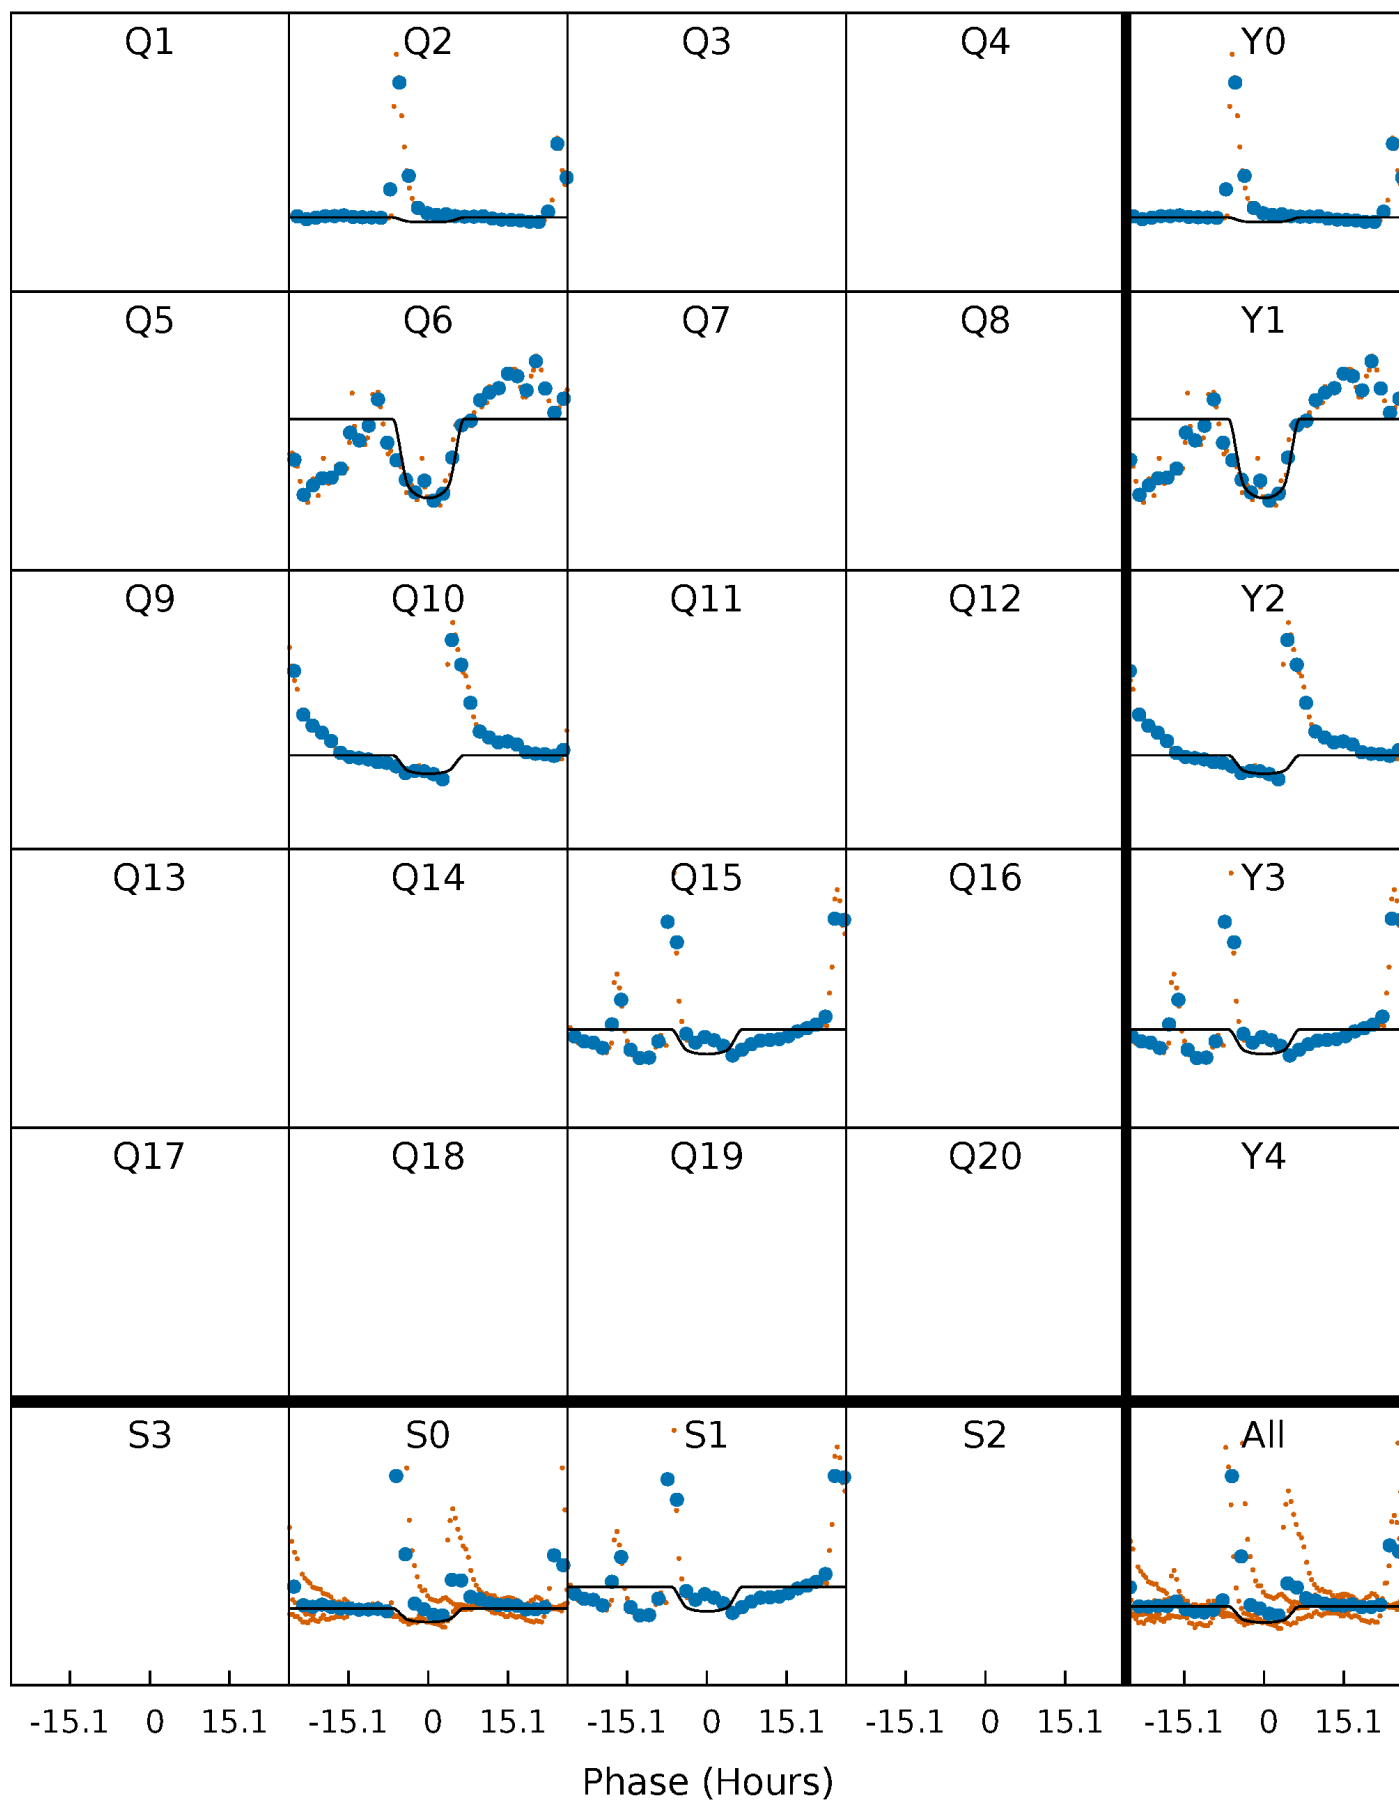 Q1 Q2 Q3 Q4 Y0
Q5 Q6 Q7 Q8 Y1
Q9 Q10 Q11 Q12 Y2
Q13 Q14 Q15 Q16 Y3
Q17 Q18 Q19 Q20 Y4
S3 S0 S1 S2 All
-15.1 0 15.1 -15.1 0 15.1 -15.1 0 15.1 -15.1 0 15.1 -15.1 0 15.1
Phase (Hours)